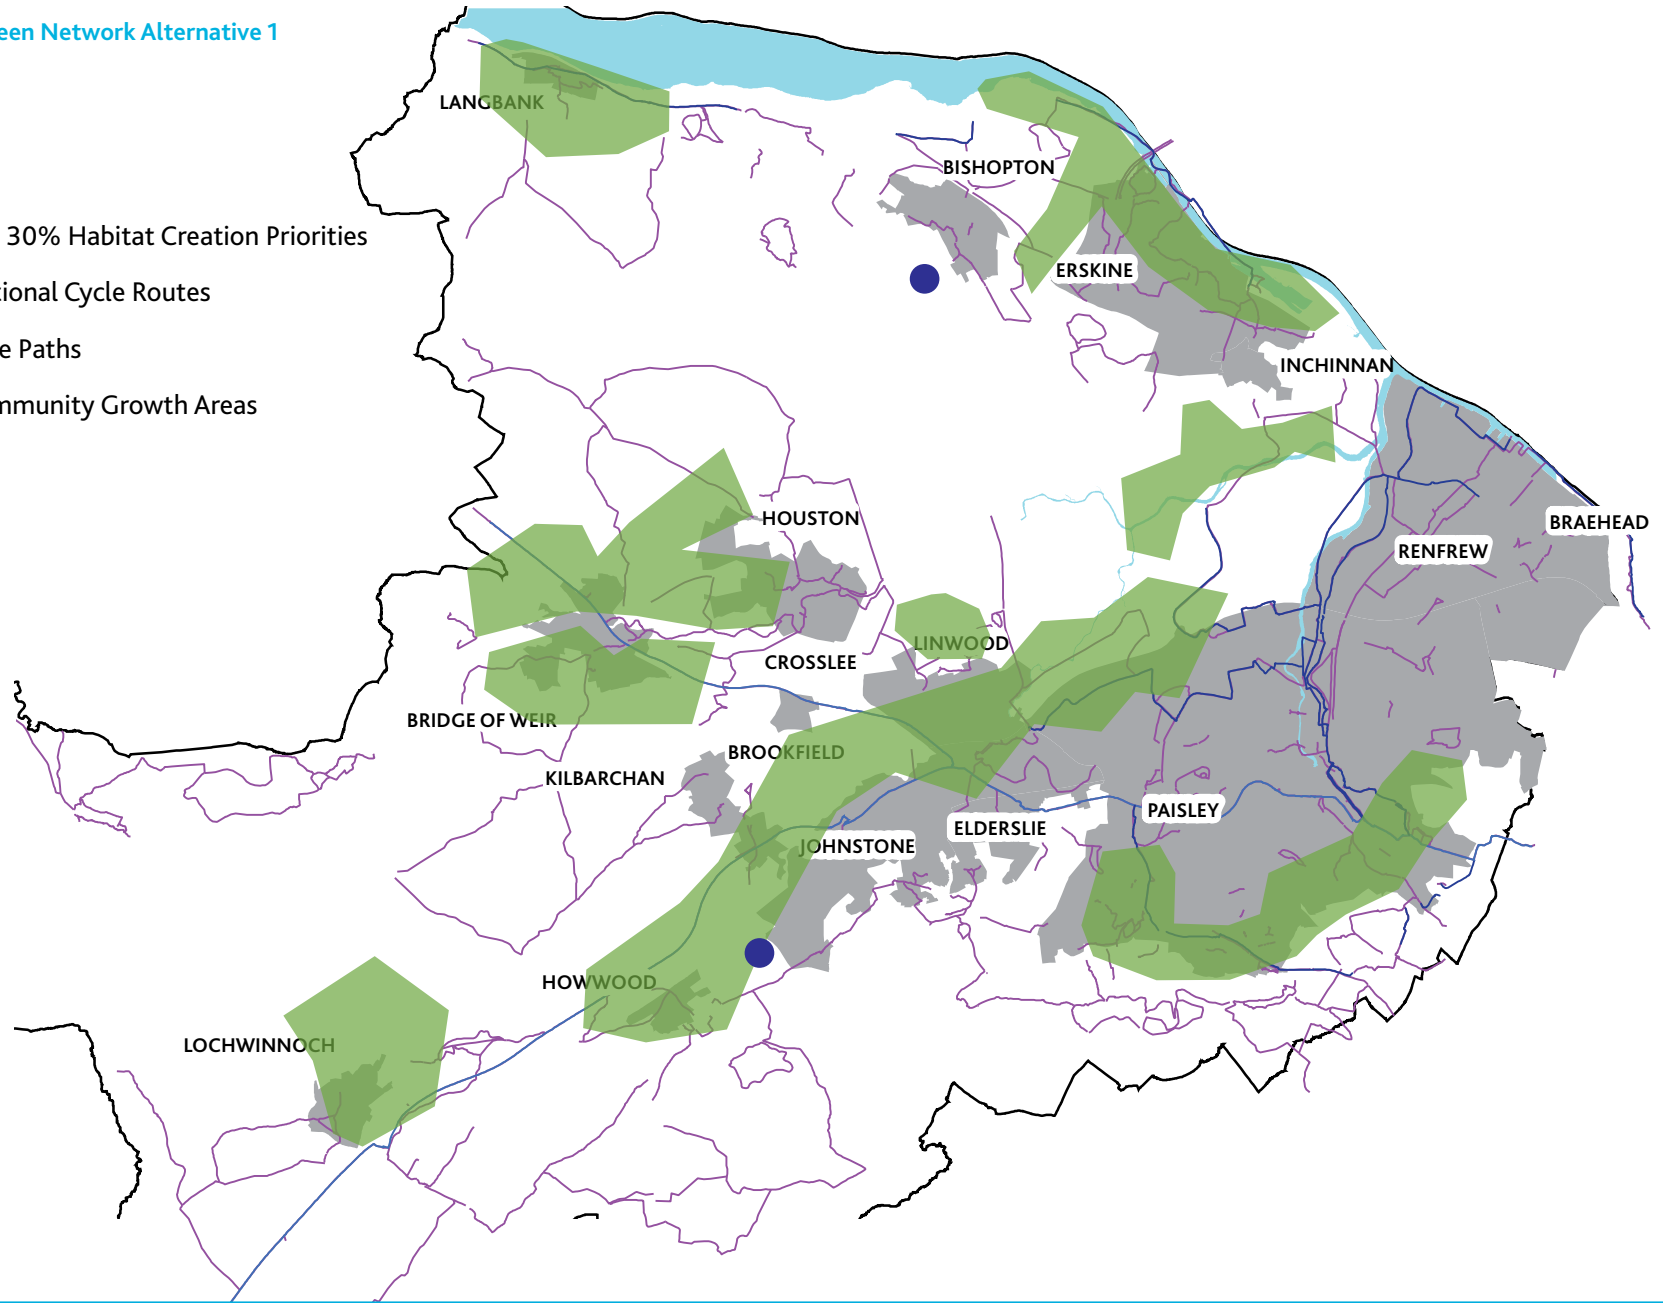 een Network Alternative 1
30% Habitat Creation Priorities
tional Cycle Routes
e Paths
mmunity Growth Areas
LANGBANK
BISHOPTON
ERSKINE
INCHINNAN
HOUSTON
BRAEHEAD
RENFREW
LINWOOD
CROSSLEE
BRIDGE OF WEIR
BROOKFIELD
KILBARCHAN
PAISLEY
ELDERSLIE
JOHNSTONE
HOWWOOD
LOCHWINNOCH